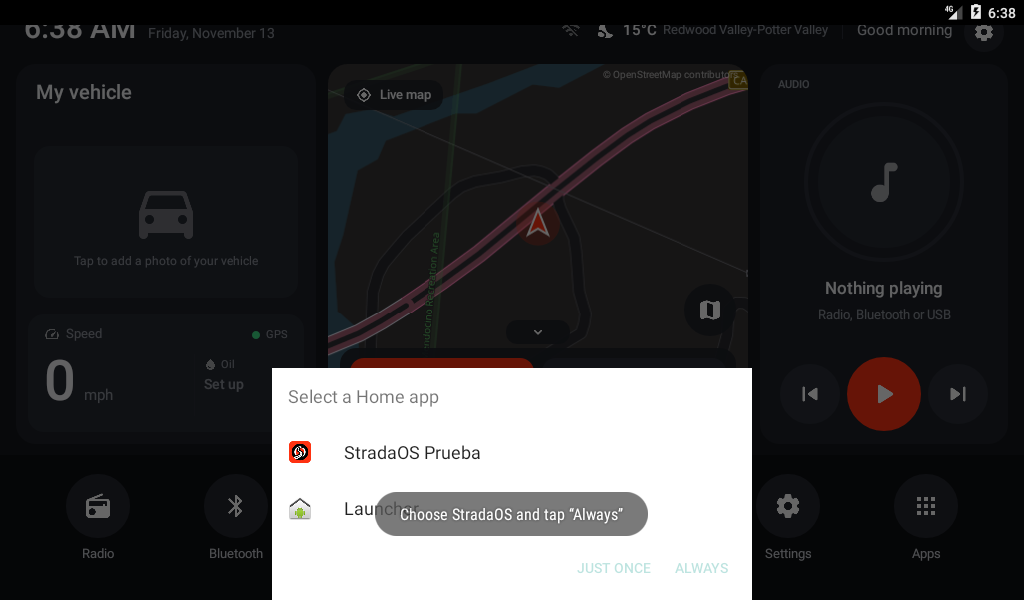 4G 6:38
6:38 AM Friday, November 13
15°C Redwood Valley-Potter Valley
Good morning
My vehicle
Tap to add a photo of your vehicle
Speed
GPS
0 mph
Oil
Set up
Live map
© OpenStreetMap contributors
CA
AUDIO
Nothing playing
Radio, Bluetooth or USB
Select a Home app
StradaOS Prueba
Launcher
Choose StradaOS and tap “Always”
JUST ONCE
ALWAYS
Radio
Bluetooth
Settings
Apps